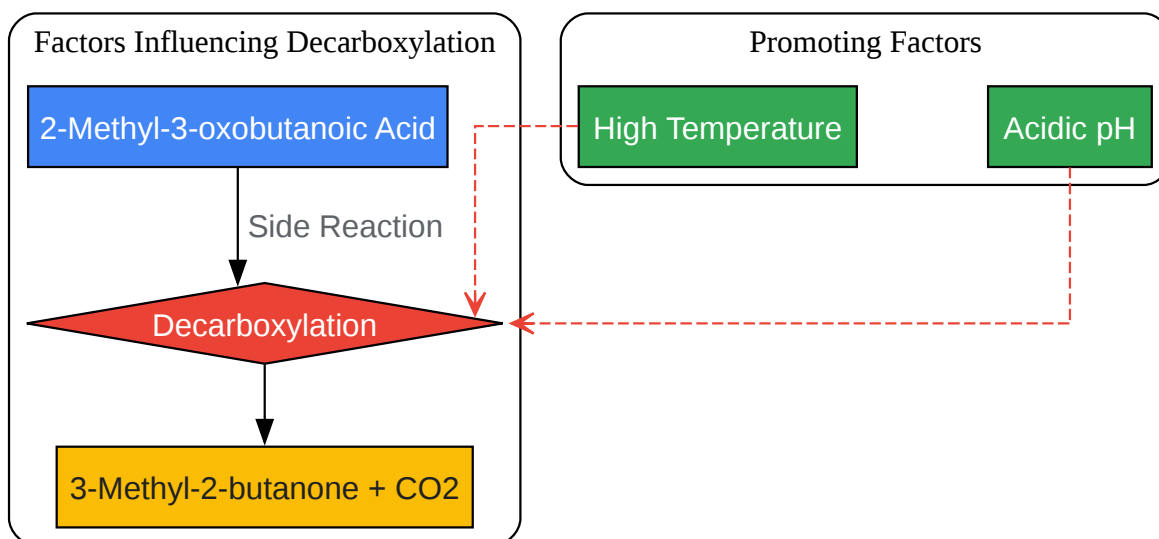 Factors Influencing Decarboxylation
2-Methyl-3-oxobutanoic Acid
Side Reaction
Decarboxylation
3-Methyl-2-butanone + CO2
Promoting Factors
High Temperature
Acidic pH